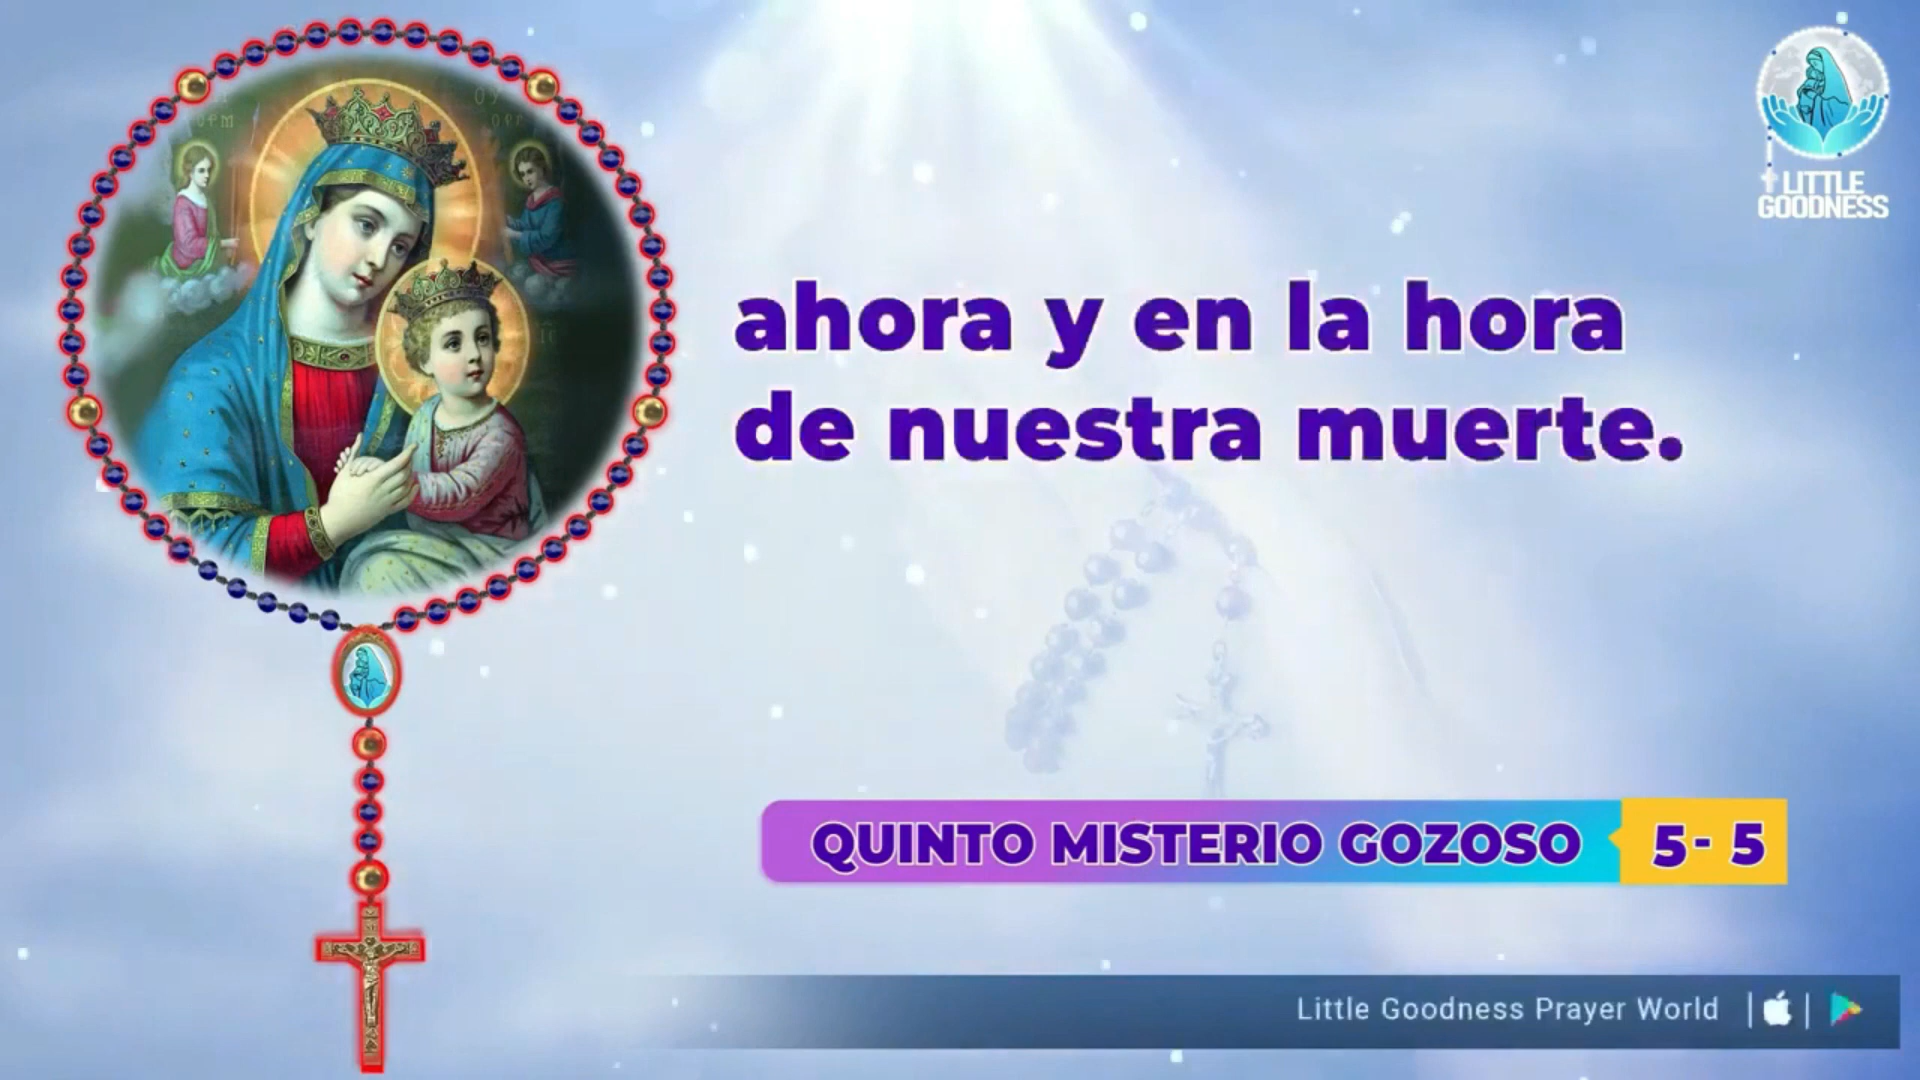 LITTLE
GOODNESS
ahora y en la hora
de nuestra muerte.
QUINTO MISTERIO GOZOSO 5- 5
Little Goodness Prayer World